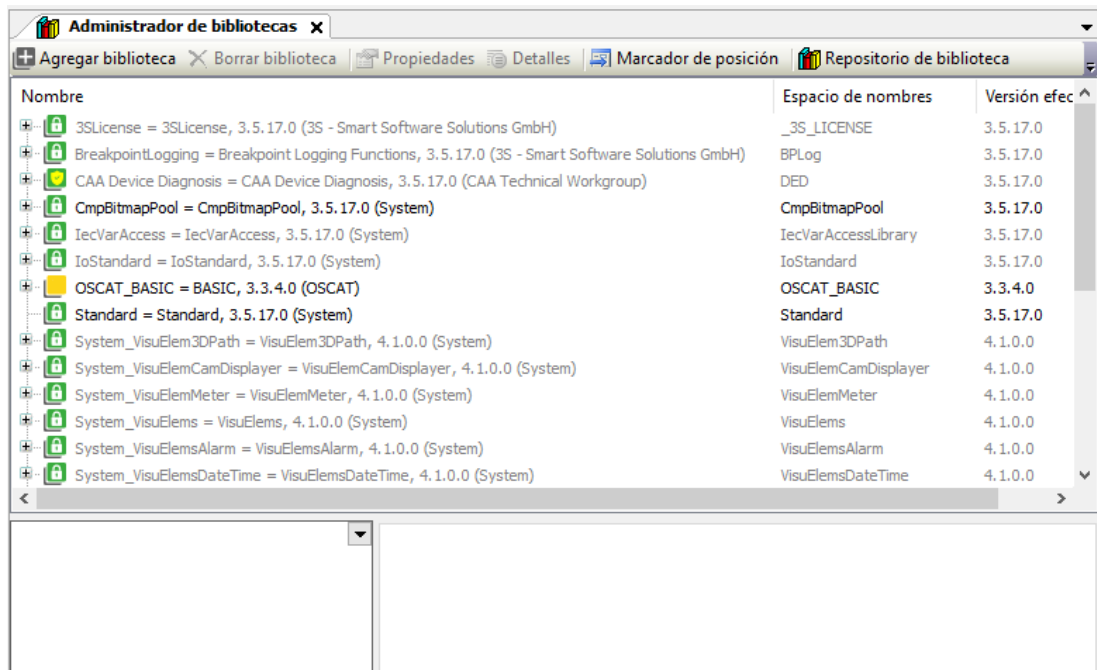 Administrador de bibliotecas
Agregar biblioteca Borrar biblioteca Propiedades Detalles Marcador de posición Repositorio de biblioteca
Nombre Espacio de nombres Versión efec
3SLicense = 3SLicense, 3.5.17.0 (3S - Smart Software Solutions GmbH) _3S_LICENSE 3.5.17.0
BreakpointLogging = Breakpoint Logging Functions, 3.5.17.0 (3S - Smart Software Solutions GmbH) BPLog 3.5.17.0
CAA Device Diagnosis = CAA Device Diagnosis, 3.5.17.0 (CAA Technical Workgroup) DED 3.5.17.0
CmpBitmapPool = CmpBitmapPool, 3.5.17.0 (System) CmpBitmapPool 3.5.17.0
IecVarAccess = IecVarAccess, 3.5.17.0 (System) IecVarAccessLibrary 3.5.17.0
IoStandard = IoStandard, 3.5.17.0 (System) IoStandard 3.5.17.0
OSCAT_BASIC = BASIC, 3.3.4.0 (OSCAT) OSCAT_BASIC 3.3.4.0
Standard = Standard, 3.5.17.0 (System) Standard 3.5.17.0
System_VisuElem3DPath = VisuElem3DPath, 4.1.0.0 (System) VisuElem3DPath 4.1.0.0
System_VisuElemCamDisplayer = VisuElemCamDisplayer, 4.1.0.0 (System) VisuElemCamDisplayer 4.1.0.0
System_VisuElemMeter = VisuElemMeter, 4.1.0.0 (System) VisuElemMeter 4.1.0.0
System_VisuElems = VisuElems, 4.1.0.0 (System) VisuElems 4.1.0.0
System_VisuElemsAlarm = VisuElemsAlarm, 4.1.0.0 (System) VisuElemsAlarm 4.1.0.0
System_VisuElemsDateTime = VisuElemsDateTime, 4.1.0.0 (System) VisuElemsDateTime 4.1.0.0